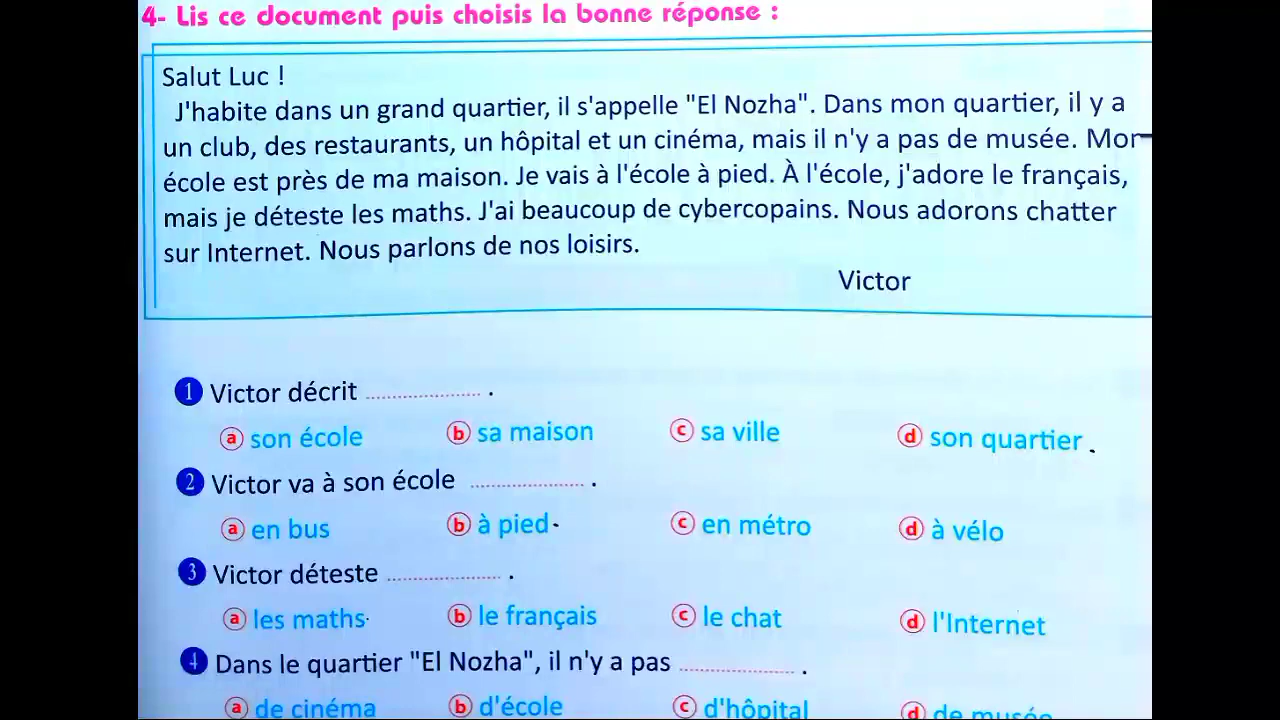 4- Lis ce document puis choisis la bonne réponse :
Salut Luc !
J'habite dans un grand quartier, il s'appelle "El Nozha". Dans mon quartier, il y a
un club, des restaurants, un hôpital et un cinéma, mais il n'y a pas de musée. Mon
école est près de ma maison. Je vais à l'école à pied. À l'école, j'adore le français,
mais je déteste les maths. J'ai beaucoup de cybercopains. Nous adorons chatter
sur Internet. Nous parlons de nos loisirs.
Victor
1 Victor décrit .................... .
a son école b sa maison c sa ville d son quartier
2 Victor va à son école .................... .
a en bus b à pied c en métro d à vélo
3 Victor déteste .................... .
a les maths b le français c le chat d l'Internet
4 Dans le quartier "El Nozha", il n'y a pas .................... .
a de cinéma b d'école c d'hôpital d de musée